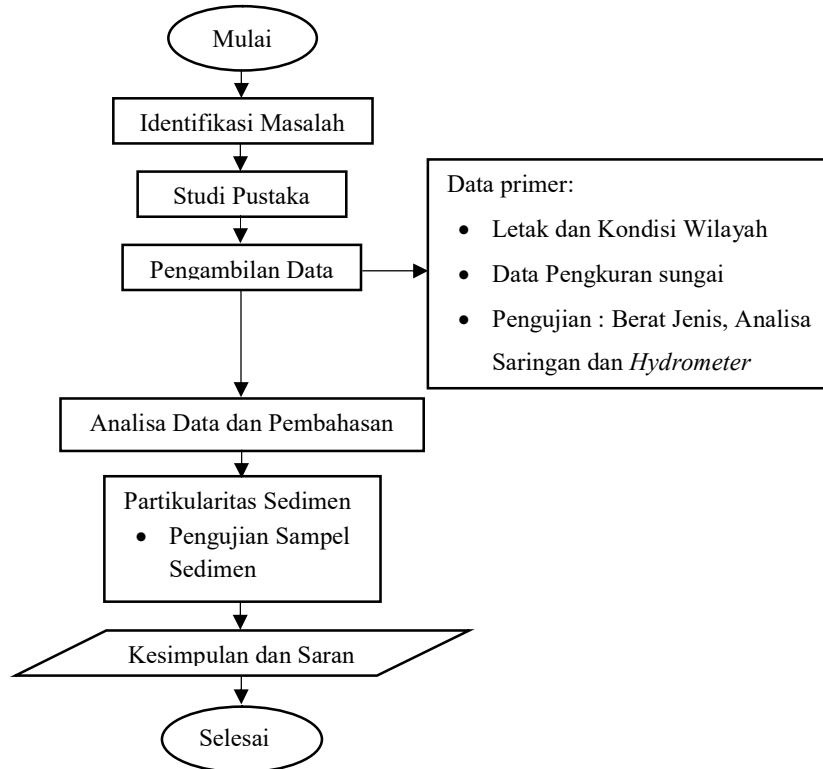 Mulai
Identifikasi Masalah
Studi Pustaka
Pengambilan Data
Data primer:
• Letak dan Kondisi Wilayah
• Data Pengkuran sungai
• Pengujian : Berat Jenis, Analisa
Saringan dan Hydrometer
Analisa Data dan Pembahasan
Partikularitas Sedimen
• Pengujian Sampel
Sedimen
Kesimpulan dan Saran
Selesai